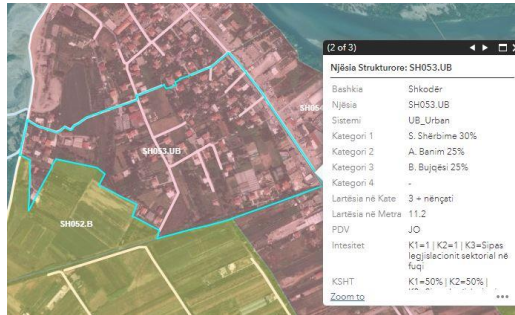 (2 of 3)
Njësia Strukturore: SH053.UB
Bashkia Shkodër
Njësia SH053.UB
Sistemi UB_Urban
Kategori 1 S. Shërbime 30%
Kategori 2 A. Banim 25%
Kategori 3 B. Bujqësi 25%
Kategori 4 -
Lartësia në Kate 3 + nënçati
Lartësia në Metra 11.2
PDV JO
Intesitet K1=1 | K2=1 | K3=Sipas
legjislacionit sektorial në
fuqi
KSHT K1=50% | K2=50% |
Zoom to
SH053.UB
SH052.B